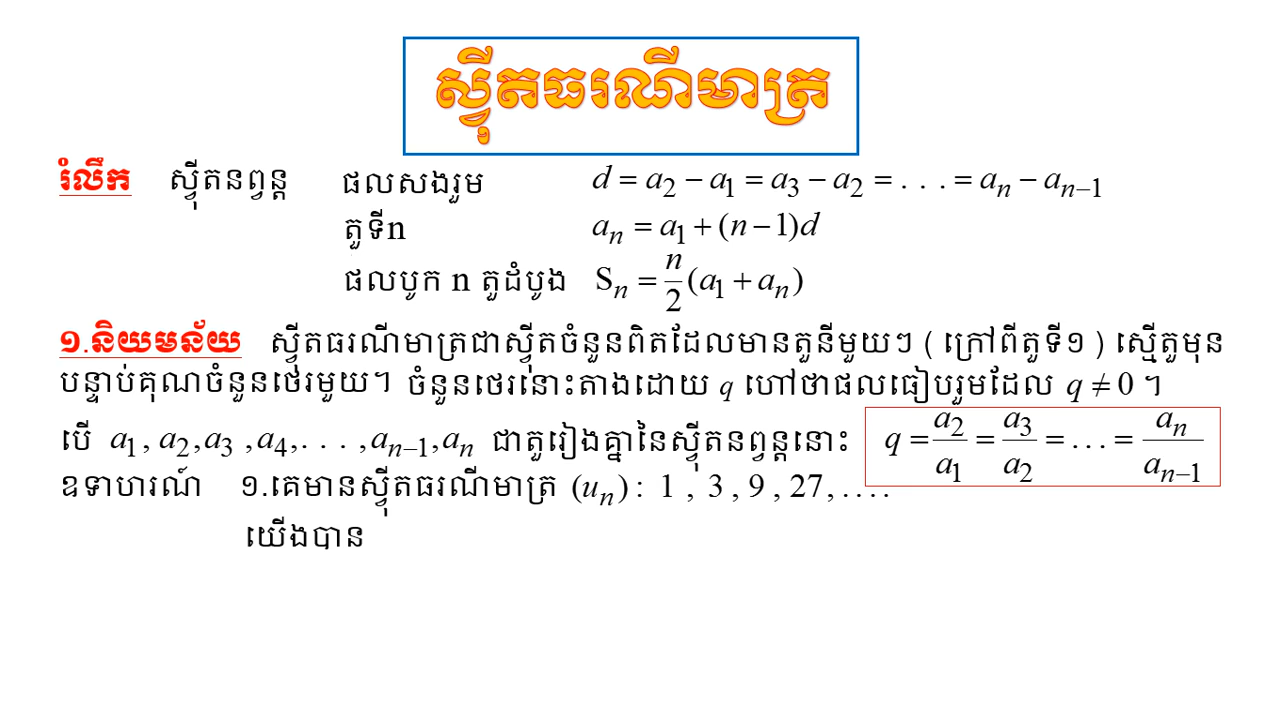 ស្វ៊ីតធរណីមាត្រ
រំលឹក ស្វ៊ីតនព្វន្ត ផលសងរួម d = a₂ − a₁ = a₃ − a₂ = . . . = aₙ − aₙ₋₁
តួទីn aₙ = a₁ + (n − 1)d
ផលបូក n តួដំបូង Sₙ = n/2 (a₁ + aₙ)
១.និយមន័យ ស្វ៊ីតធរណីមាត្រជាស្វ៊ីតចំនួនពិតដែលមានតួនីមួយៗ ( ក្រៅពីតួទី១ ) ស្មើតួមុន
បន្ទាប់គុណចំនួនថេរមួយ។ ចំនួនថេរនោះតាងដោយ q ហៅថាផលធៀបរួមដែល q ≠ 0 ។
បើ a₁ , a₂,a₃ ,a₄,. . . ,aₙ₋₁,aₙ ជាតួរៀងគ្នានៃស្វ៊ីតនព្វន្តនោះ q = a₂/a₁ = a₃/a₂ = . . . = aₙ/aₙ₋₁
ឧទាហរណ៍ ១.គេមានស្វ៊ីតធរណីមាត្រ (uₙ) : 1 , 3 , 9 , 27, . . . .
យើងបាន